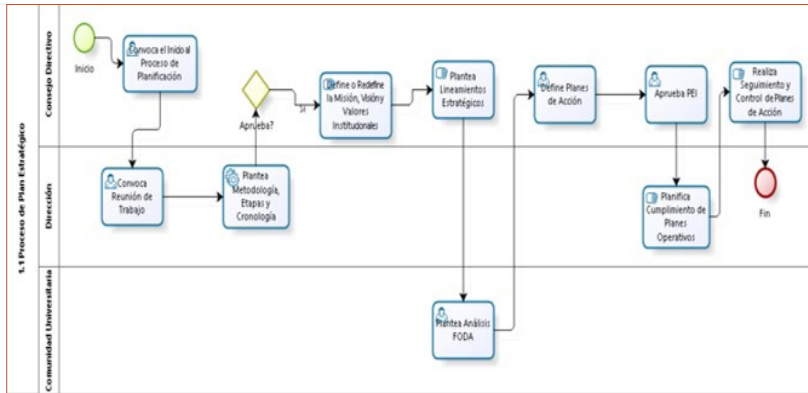 1.1 Proceso de Plan Estratégico
Consejo Directivo
Inicio
Convoca el Inicio al
Proceso de
Planificación
Aprueba?
Si
Define o Redefine
la Misión, Visión y
Valores
Institucionales
Plantea
Lineamientos
Estratégicos
Define Planes
de Acción
Aprueba PEI
Realiza
Seguimiento y
Control de Planes
de Acción
Dirección
Convoca
Reunión de
Trabajo
Plantea
Metodología,
Etapas y
Cronología
Planifica
Cumplimiento de
Planes
Operativos
Fin
Comunidad Universitaria
Plantea Análisis
FODA